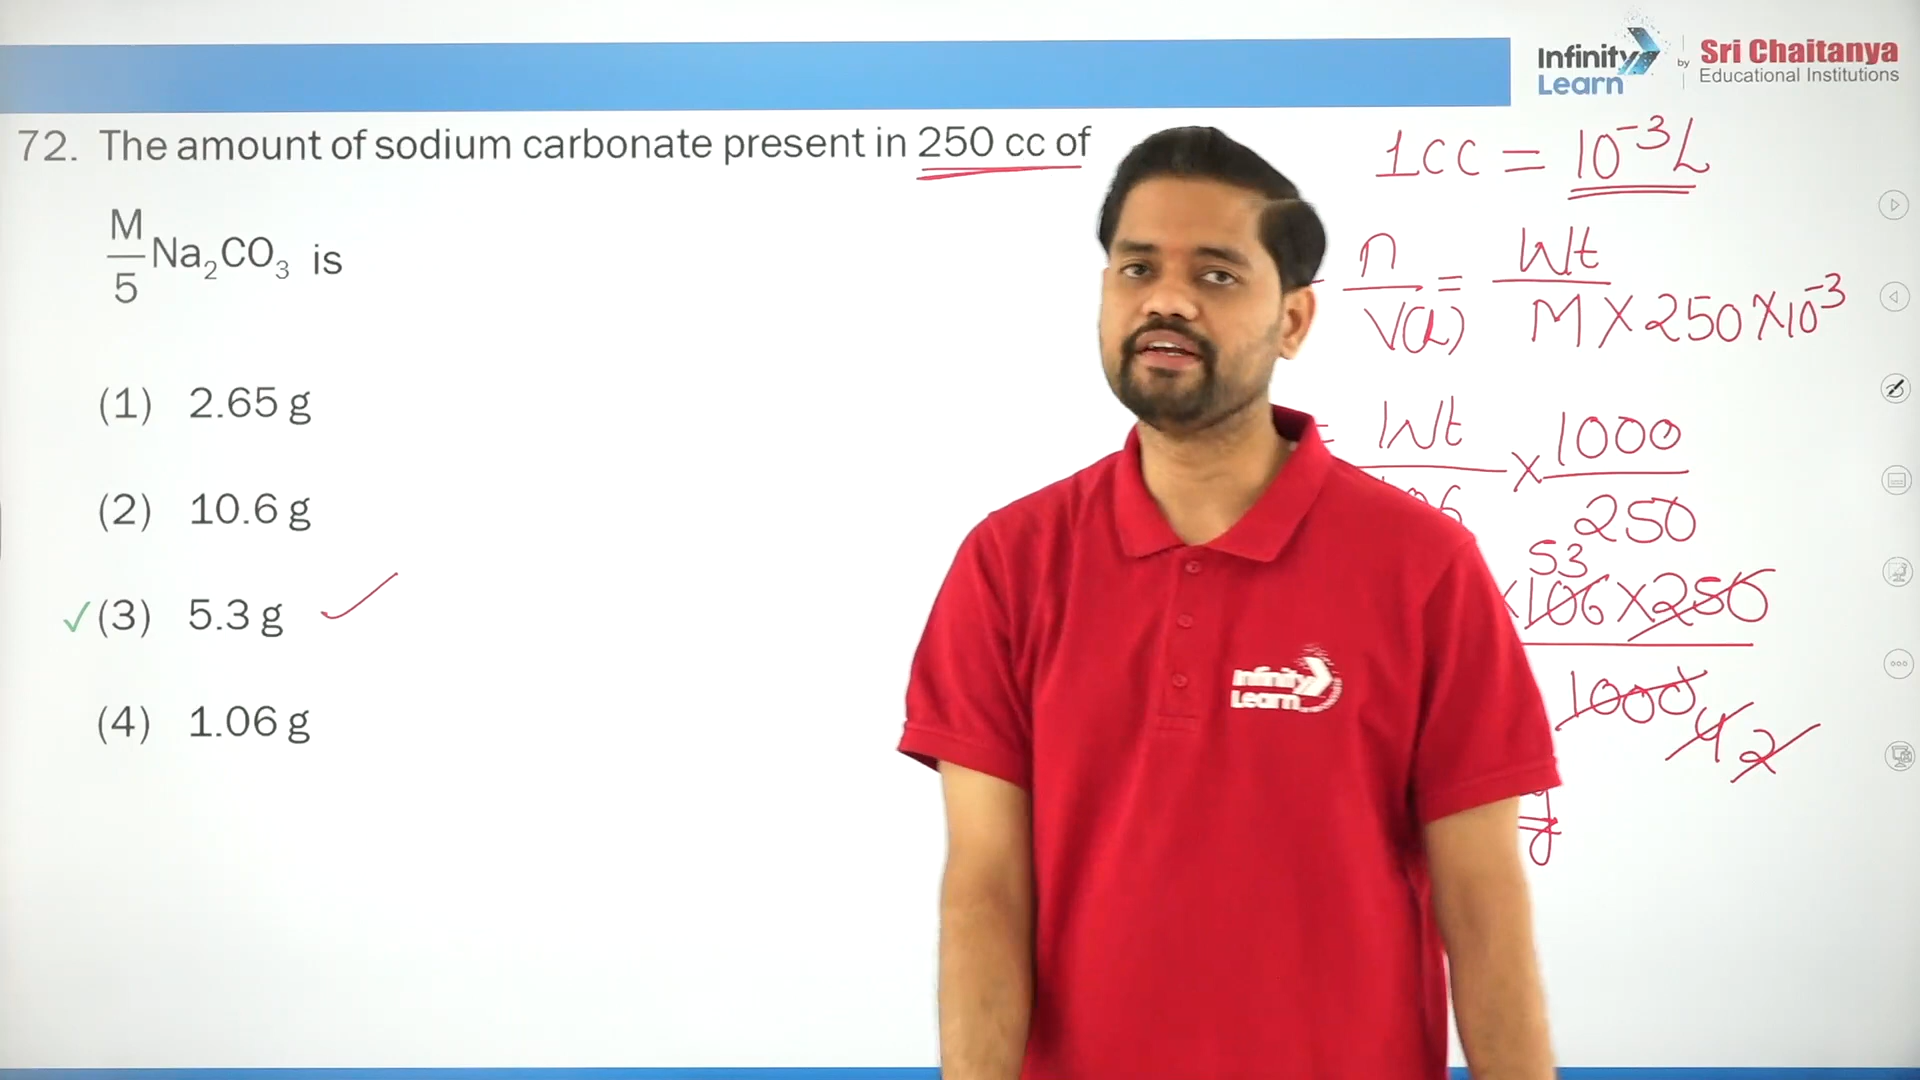 Infinity Learn by Sri Chaitanya Educational Institutions
72. The amount of sodium carbonate present in 250 cc of
M/5 Na₂CO₃ is
(1) 2.65 g
(2) 10.6 g
✓(3) 5.3 g ✓
(4) 1.06 g
1CC = 10⁻³L
n/V(L) = Wt/M×250×10⁻³
Wt × 1000/250
53
×106×250
1000 4 2
g
Infinity Learn